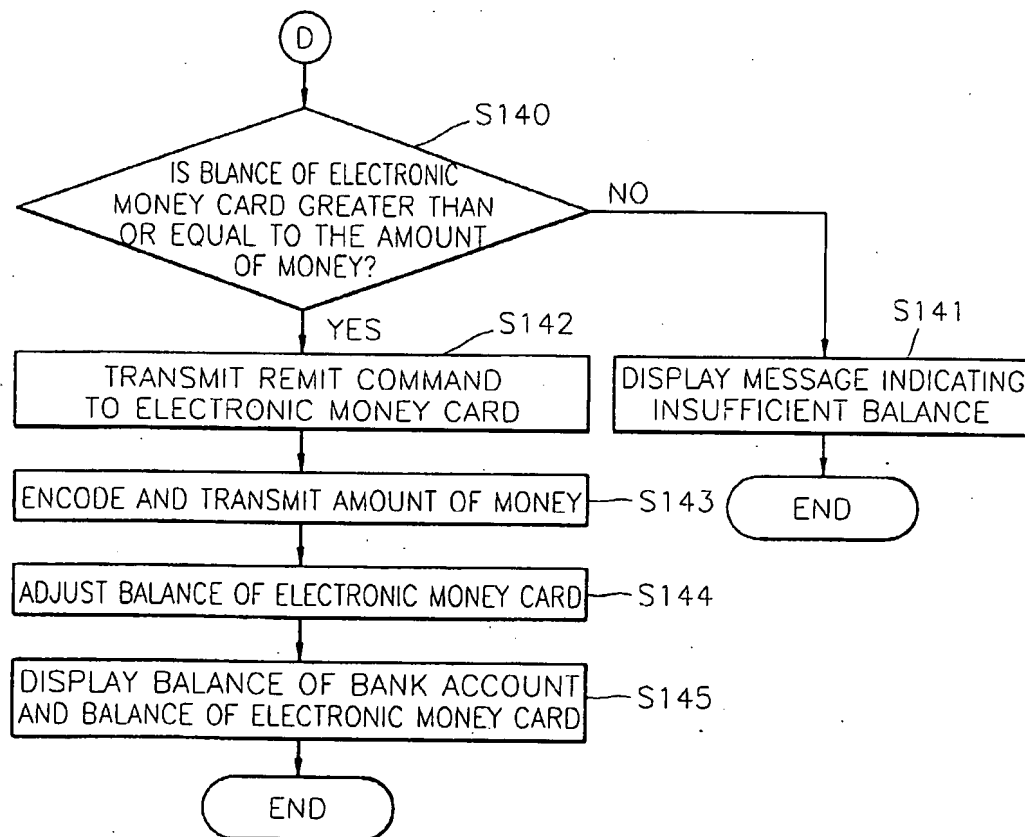 D
S140
IS BLANCE OF ELECTRONIC
MONEY CARD GREATER THAN
OR EQUAL TO THE AMOUNT
OF MONEY?
NO
YES
S142
TRANSMIT REMIT COMMAND
TO ELECTRONIC MONEY CARD
S141
DISPLAY MESSAGE INDICATING
INSUFFICIENT BALANCE
END
ENCODE AND TRANSMIT AMOUNT OF MONEY
S143
ADJUST BALANCE OF ELECTRONIC MONEY CARD
S144
DISPLAY BALANCE OF BANK ACCOUNT
AND BALANCE OF ELECTRONIC MONEY CARD
S145
END